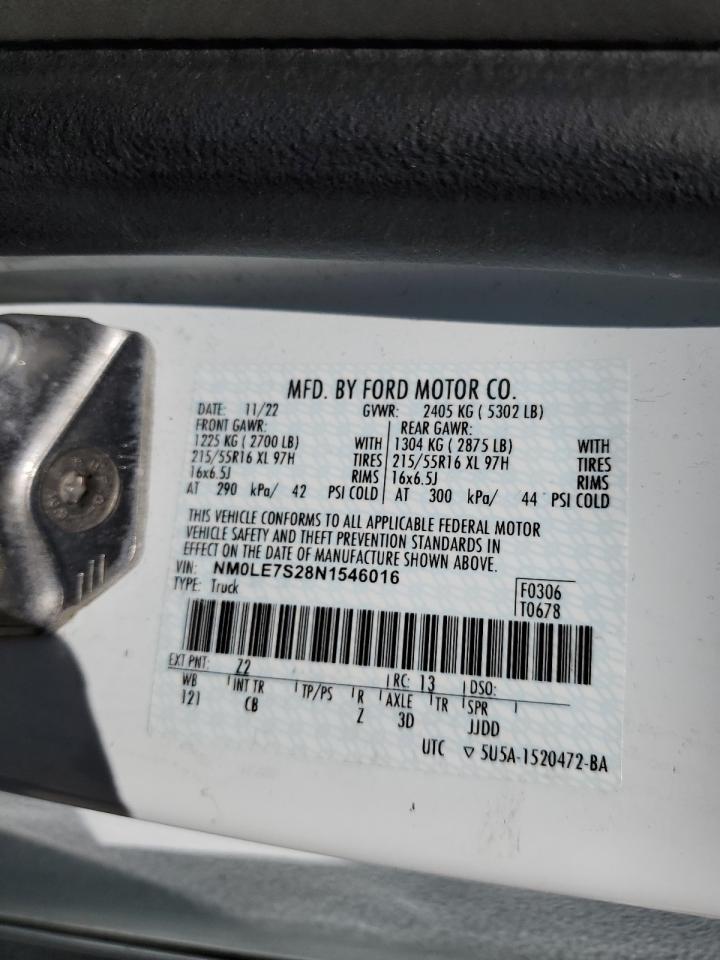 MFD. BY FORD MOTOR CO.
DATE: 11/22 GVWR: 2405 KG ( 5302 LB)
FRONT GAWR: REAR GAWR:
1225 KG ( 2700 LB) WITH 1304 KG ( 2875 LB) WITH
215/55R16 XL 97H TIRES 215/55R16 XL 97H TIRES
16x6.5J RIMS 16x6.5J RIMS
AT 290 kPa/ 42 PSI COLD AT 300 kPa/ 44 PSI COLD
THIS VEHICLE CONFORMS TO ALL APPLICABLE FEDERAL MOTOR
VEHICLE SAFETY AND THEFT PREVENTION STANDARDS IN
EFFECT ON THE DATE OF MANUFACTURE SHOWN ABOVE.
VIN: NM0LE7S28N1546016
TYPE: Truck
F0306
T0678
EXT PNT: Z2 RC: 13 DSO:
WB INT TR TP/PS R AXLE TR SPR
121 CB Z 3D JJDD
UTC ▽ 5U5A-1520472-BA